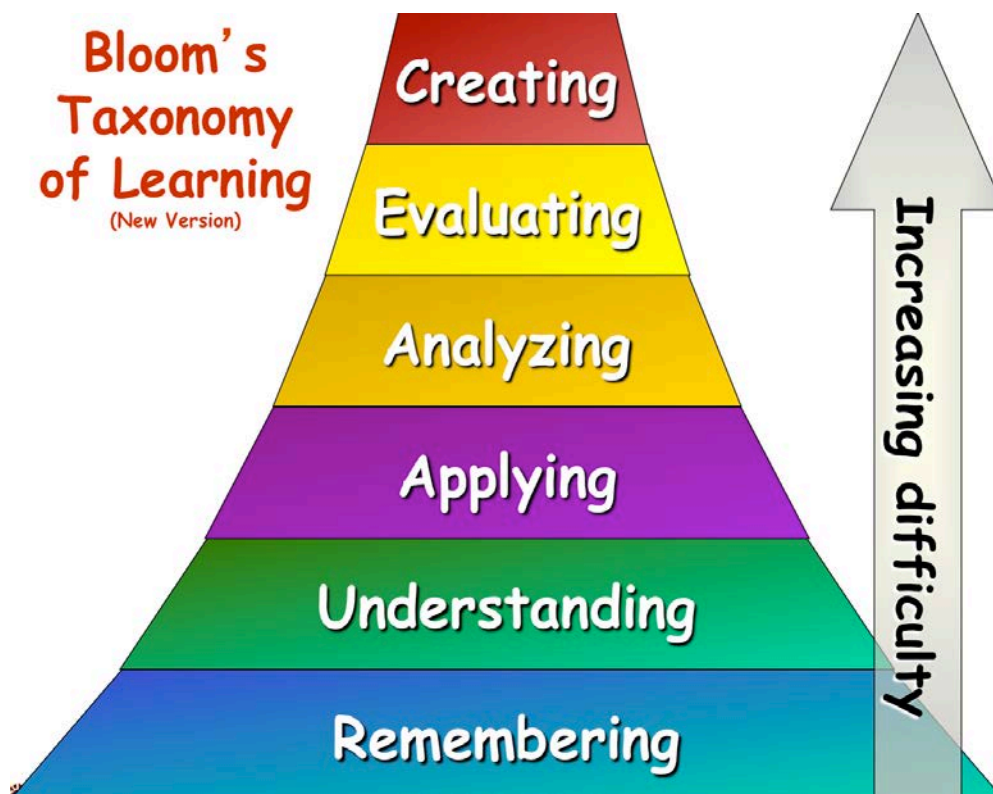 Bloom’s
Taxonomy
of Learning
(New Version)
Creating
Evaluating
Analyzing
Applying
Understanding
Remembering
Increasing difficulty